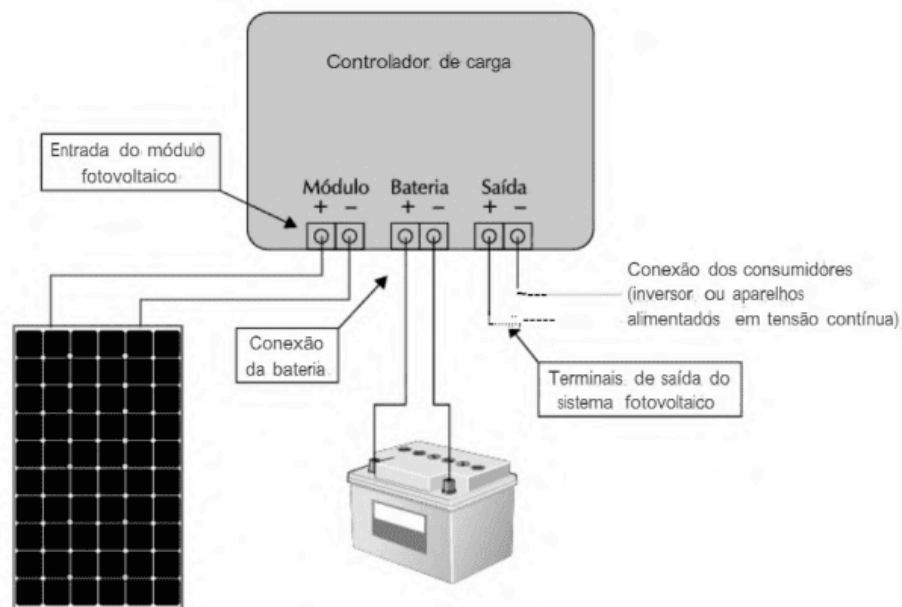 Controlador de carga
Entrada do módulo
fotovoltaico
Módulo Bateria Saída
+ − + − + −
Conexão dos consumidores
(inversor ou aparelhos
alimentados em tensão contínua)
Conexão
da bateria
Terminais de saída do
sistema fotovoltaico